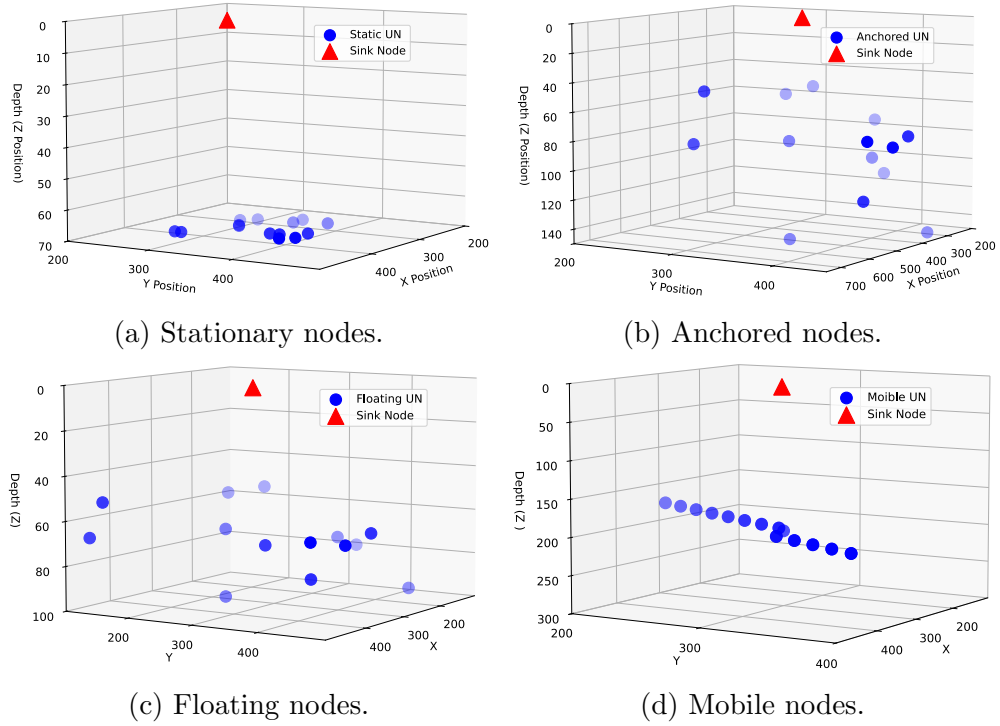 0
10
20
30
40
50
60
70
Depth (Z Position)
200
300
400
Y Position
400
300
200
X Position
Static UN
Sink Node
(a) Stationary nodes.
0
40
60
80
100
120
140
Depth (Z Position)
200
300
400
Y Position
700
600
500
400
300
200
X Position
Anchored UN
Sink Node
(b) Anchored nodes.
0
20
40
60
80
100
Depth (Z)
200
300
400
Y
400
300
200
X
Floating UN
Sink Node
(c) Floating nodes.
0
50
100
150
200
250
300
Depth (Z )
200
300
400
Y
400
300
200
X
Moible UN
Sink Node
(d) Mobile nodes.